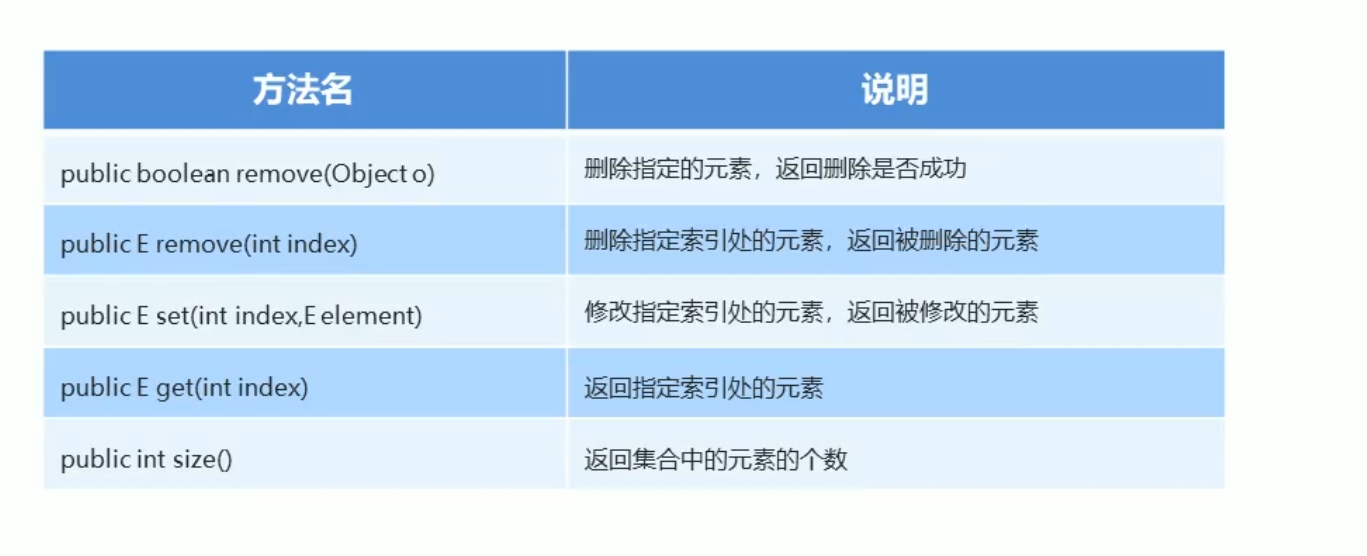 方法名 说明
public boolean remove(Object o) 删除指定的元素，返回删除是否成功
public E remove(int index) 删除指定索引处的元素，返回被删除的元素
public E set(int index,E element) 修改指定索引处的元素，返回被修改的元素
public E get(int index) 返回指定索引处的元素
public int size() 返回集合中的元素的个数